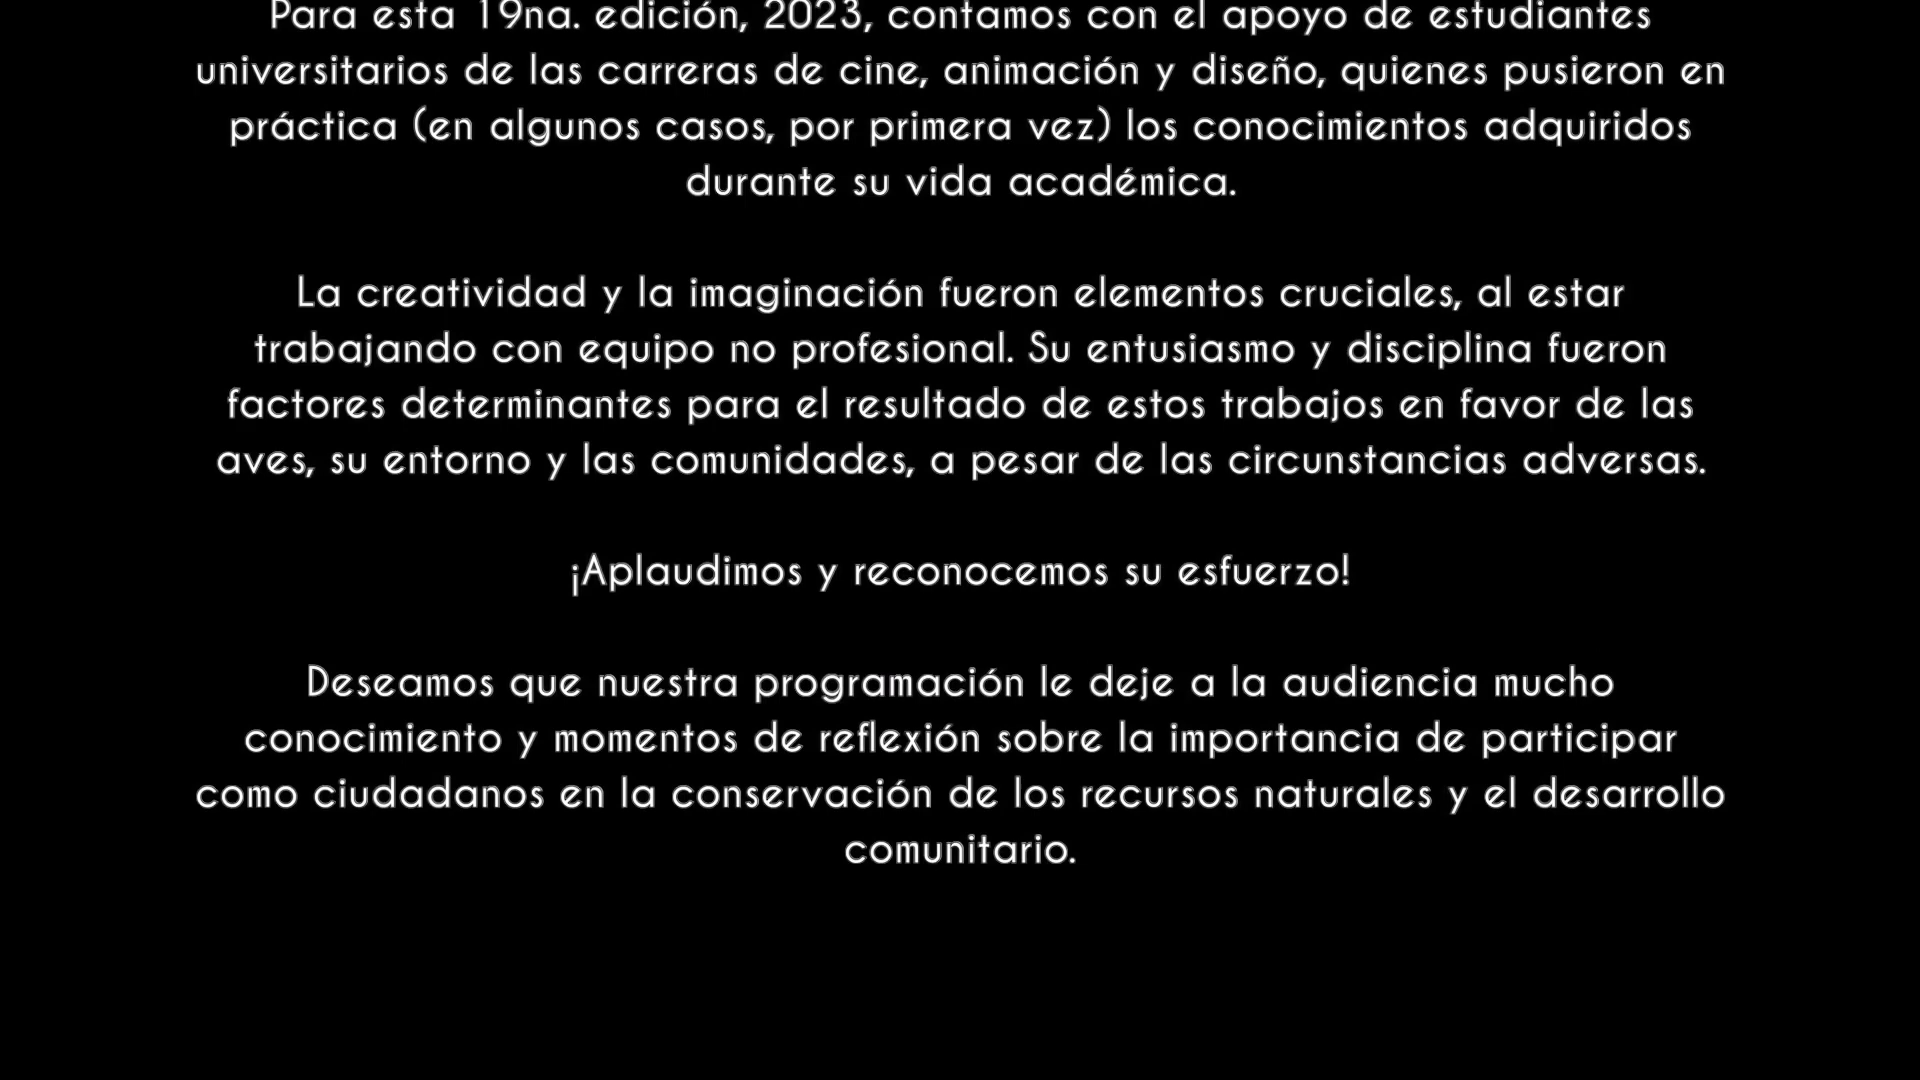 Para esta 19na. edición, 2023, contamos con el apoyo de estudiantes
universitarios de las carreras de cine, animación y diseño, quienes pusieron en
práctica (en algunos casos, por primera vez) los conocimientos adquiridos
durante su vida académica.
La creatividad y la imaginación fueron elementos cruciales, al estar
trabajando con equipo no profesional. Su entusiasmo y disciplina fueron
factores determinantes para el resultado de estos trabajos en favor de las
aves, su entorno y las comunidades, a pesar de las circunstancias adversas.
¡Aplaudimos y reconocemos su esfuerzo!
Deseamos que nuestra programación le deje a la audiencia mucho
conocimiento y momentos de reflexión sobre la importancia de participar
como ciudadanos en la conservación de los recursos naturales y el desarrollo
comunitario.